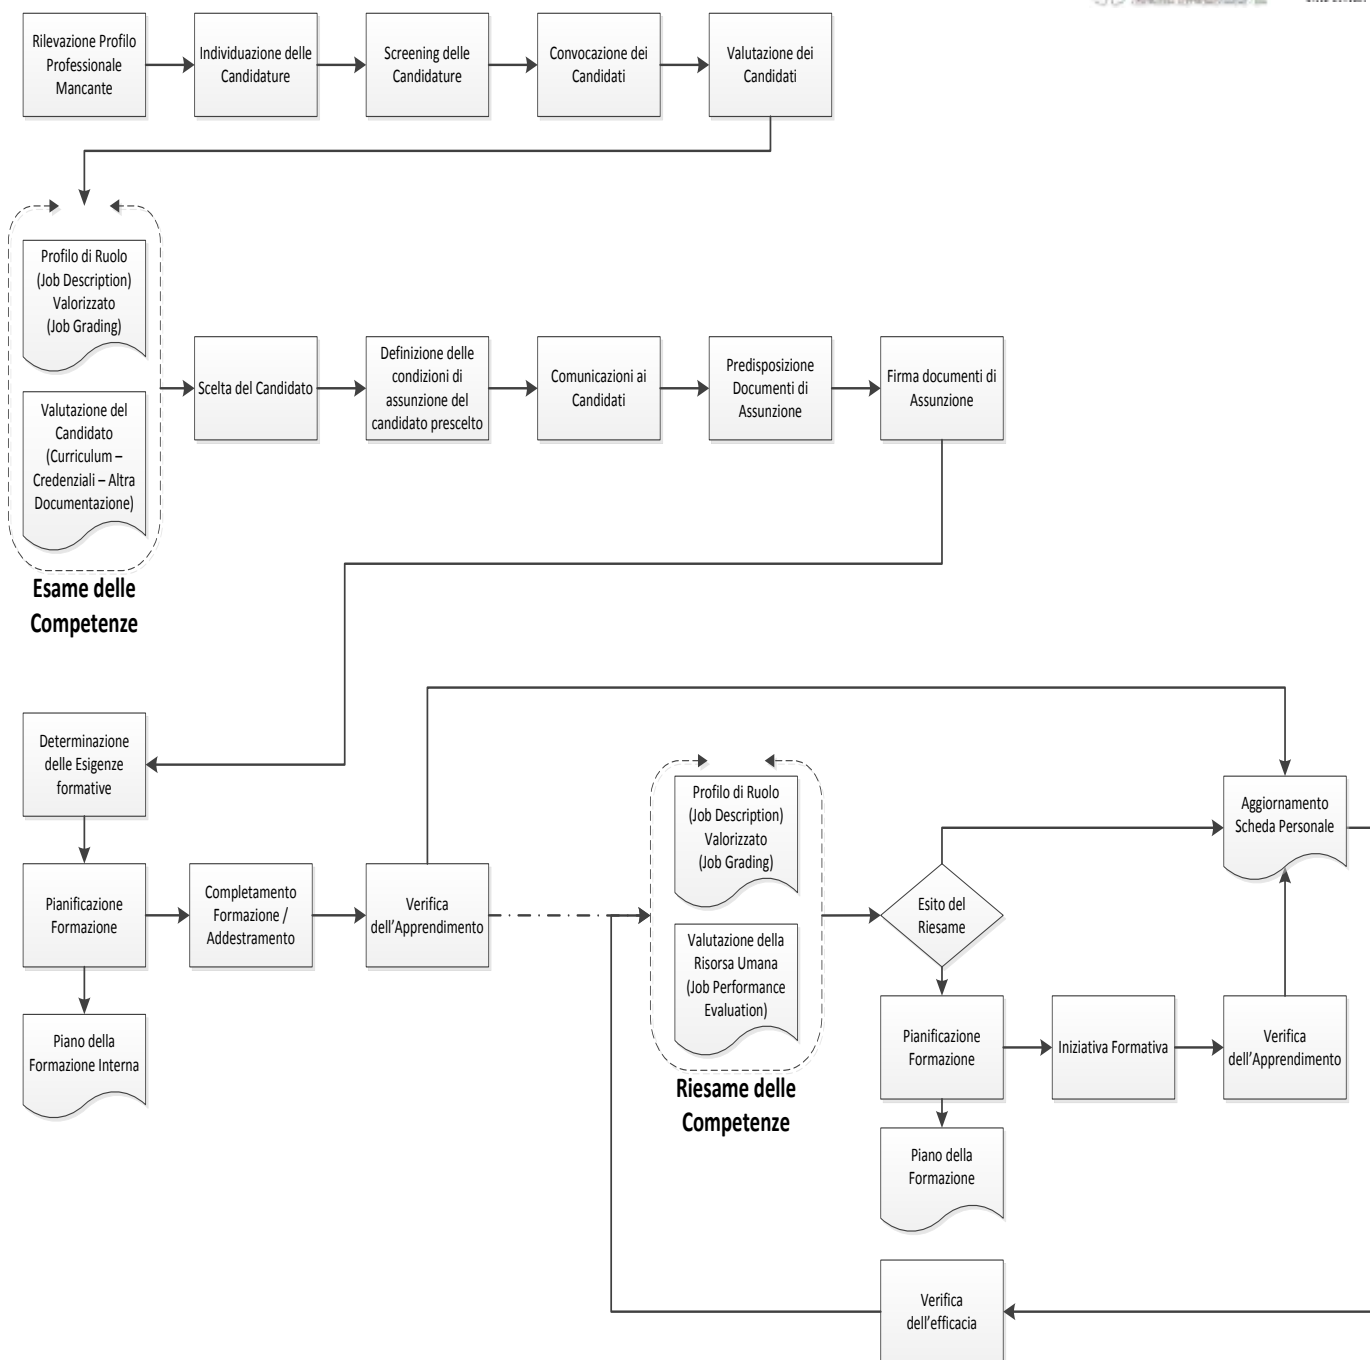 Rilevazione Profilo
Professionale
Mancante
Individuazione delle
Candidature
Screening delle
Candidature
Convocazione dei
Candidati
Valutazione dei
Candidati
Profilo di Ruolo
(Job Description)
Valorizzato
(Job Grading)
Valutazione del
Candidato
(Curriculum –
Credenziali – Altra
Documentazione)
Esame delle
Competenze
Scelta del Candidato
Definizione delle
condizioni di
assunzione del
candidato prescelto
Comunicazioni ai
Candidati
Predisposizione
Documenti di
Assunzione
Firma documenti di
Assunzione
Determinazione
delle Esigenze
formative
Pianificazione
Formazione
Completamento
Formazione /
Addestramento
Verifica
dell'Apprendimento
Piano della
Formazione Interna
Profilo di Ruolo
(Job Description)
Valorizzato
(Job Grading)
Valutazione della
Risorsa Umana
(Job Performance
Evaluation)
Riesame delle
Competenze
Esito del
Riesame
Aggiornamento
Scheda Personale
Pianificazione
Formazione
Iniziativa Formativa
Verifica
dell'Apprendimento
Piano della
Formazione
Verifica
dell'efficacia